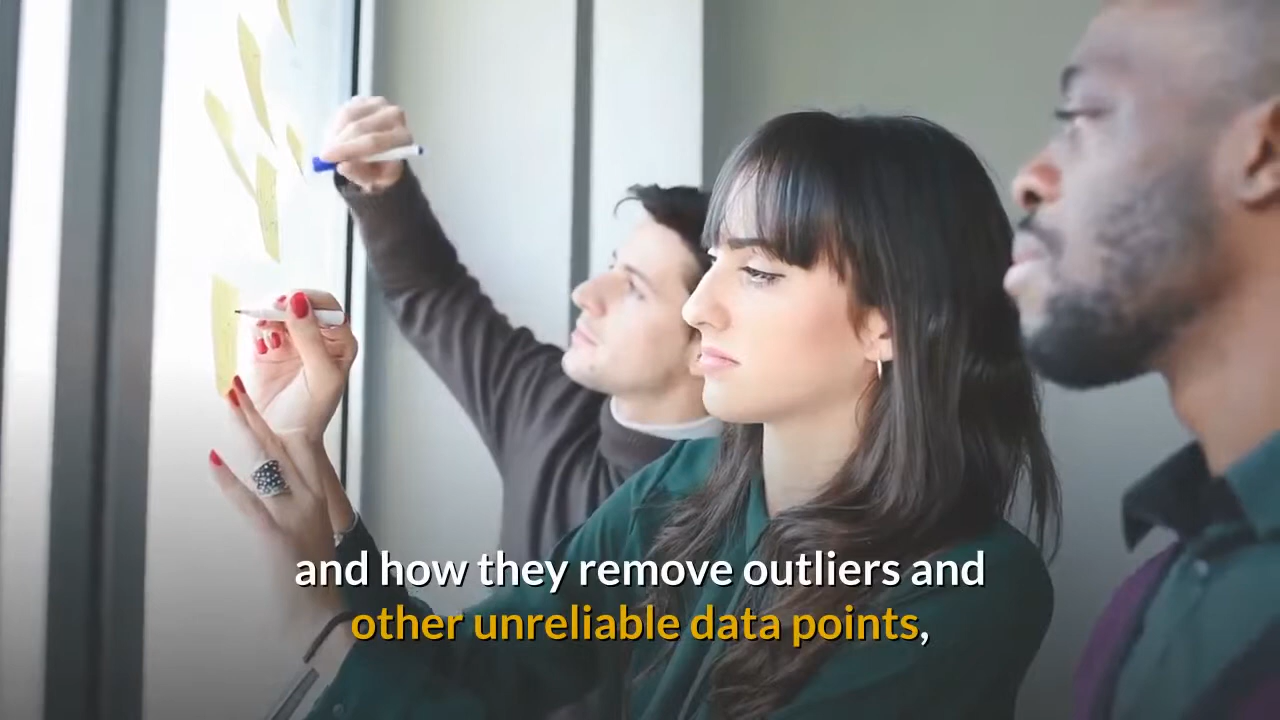 and how they remove outliers and
other unreliable data points,